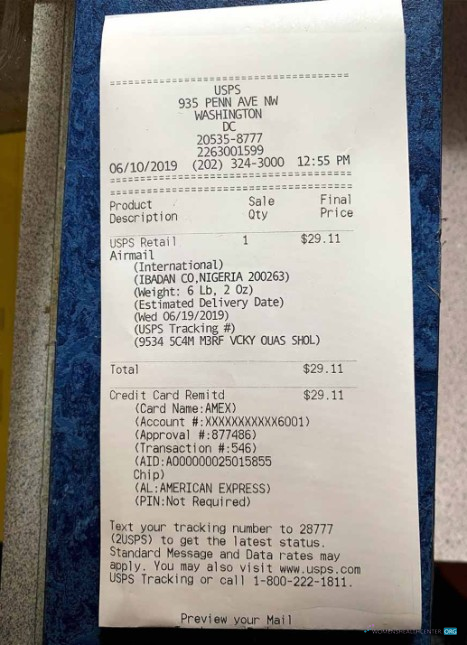 ================================
USPS
935 PENN AVE NW
WASHINGTON
DC
20535-8777
2263001599
06/10/2019 (202) 324-3000 12:55 PM
================================
================================
Product Sale Final
Description Qty Price
USPS Retail 1 $29.11
Airmail
(International)
(IBADAN CO,NIGERIA 200263)
(Weight: 6 Lb, 2 Oz)
(Estimated Delivery Date)
(Wed 06/19/2019)
(USPS Tracking #)
(9534 5C4M M3RF VCKY OUAS SHOL)
Total $29.11
Credit Card Remitd $29.11
(Card Name:AMEX)
(Account #:XXXXXXXXXXX6001)
(Approval #:877486)
(Transaction #:546)
(AID:A000000025015855
Chip)
(AL:AMERICAN EXPRESS)
(PIN:Not Required)
Text your tracking number to 28777
(2USPS) to get the latest status.
Standard Message and Data rates may
apply. You may also visit www.usps.com
USPS Tracking or call 1-800-222-1811.
Preview your Mail